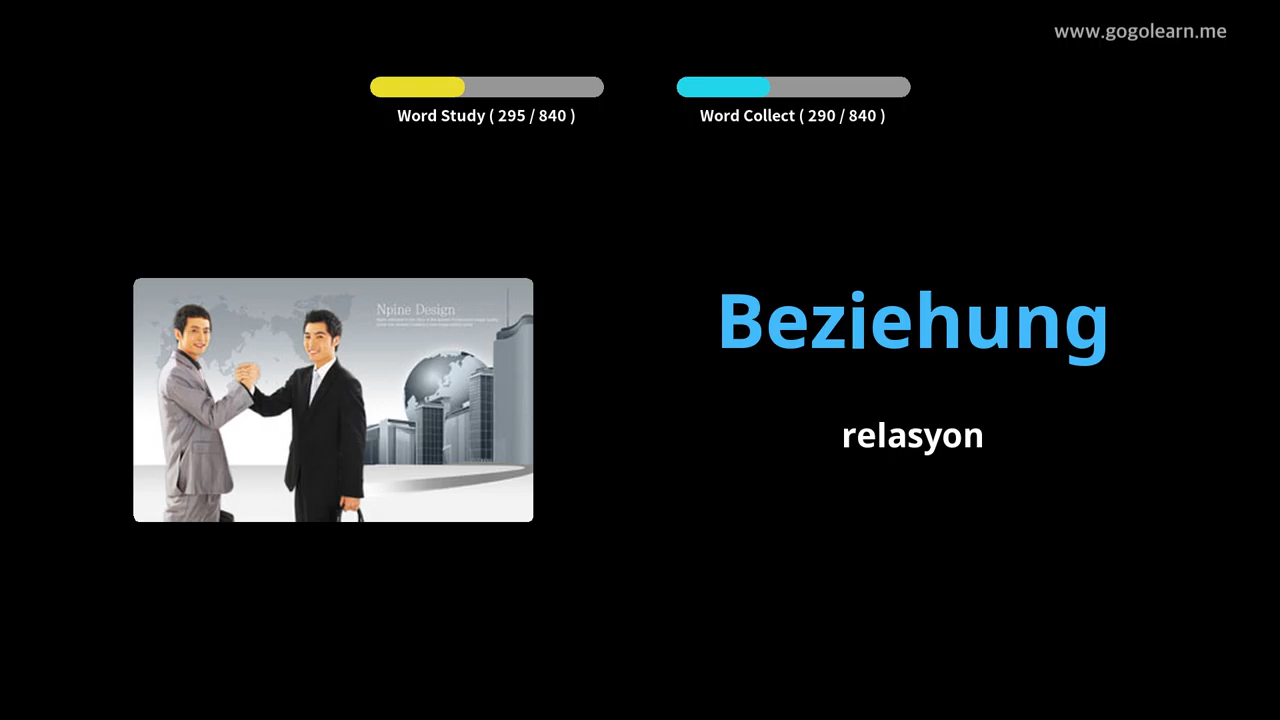 www.gogolearn.me
Word Study ( 295 / 840 )
Word Collect ( 290 / 840 )
Npine Design
Beziehung
relasyon